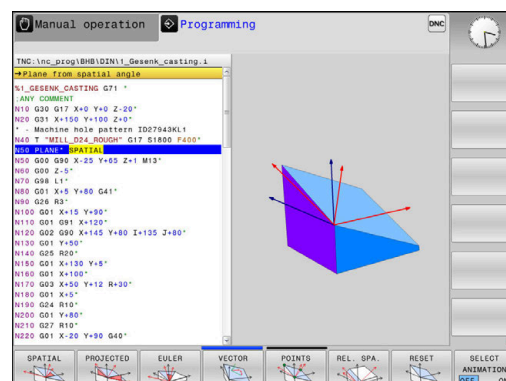 Manual operation
Programming
DNC
TNC:\nc_prog\BHB\DIN\1_Gesenk_casting.i
→Plane from spatial angle
%1_GESENK_CASTING G71 *
;ANY COMMENT
N10 G30 G17 X+0 Y+0 Z-20*
N20 G31 X+150 Y+100 Z+0*
* - Machine hole pattern ID27943KL1
N40 T "MILL_D24_ROUGH" G17 S1800 F400*
N50 PLANE* SPATIAL
N50 G00 G90 X-25 Y+65 Z+1 M13*
N60 G00 Z-5*
N70 G98 L1*
N80 G01 X+5 Y+80 G41*
N90 G26 R3*
N100 G01 X+15 Y+90*
N110 G01 G91 X+120*
N120 G02 G90 X+145 Y+80 I+135 J+80*
N130 G01 Y+50*
N140 G25 R20*
N150 G01 X+130 Y+5*
N160 G01 X+100*
N170 G03 X+50 Y+12 R+30*
N180 G01 X+5*
N190 G24 R10*
N200 G01 Y+80*
N210 G27 R10*
N220 G01 X-20 Y+90 G40*
SPATIAL
PROJECTED
EULER
VECTOR
POINTS
REL. SPA.
RESET
SELECT
ANIMATION
OFF